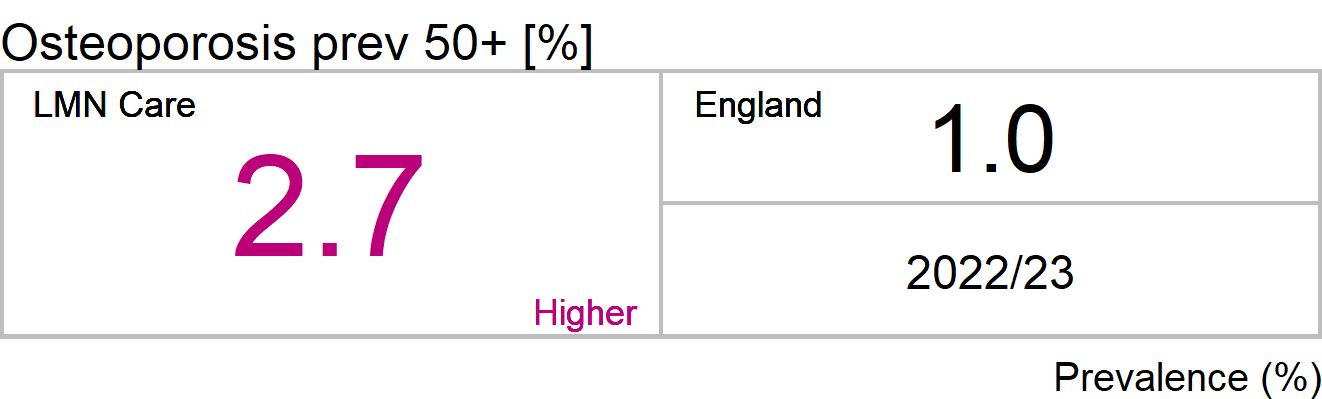 Osteoporosis prev 50+ [%]
LMN Care
2.7
Higher
England
1.0
2022/23
Prevalence (%)